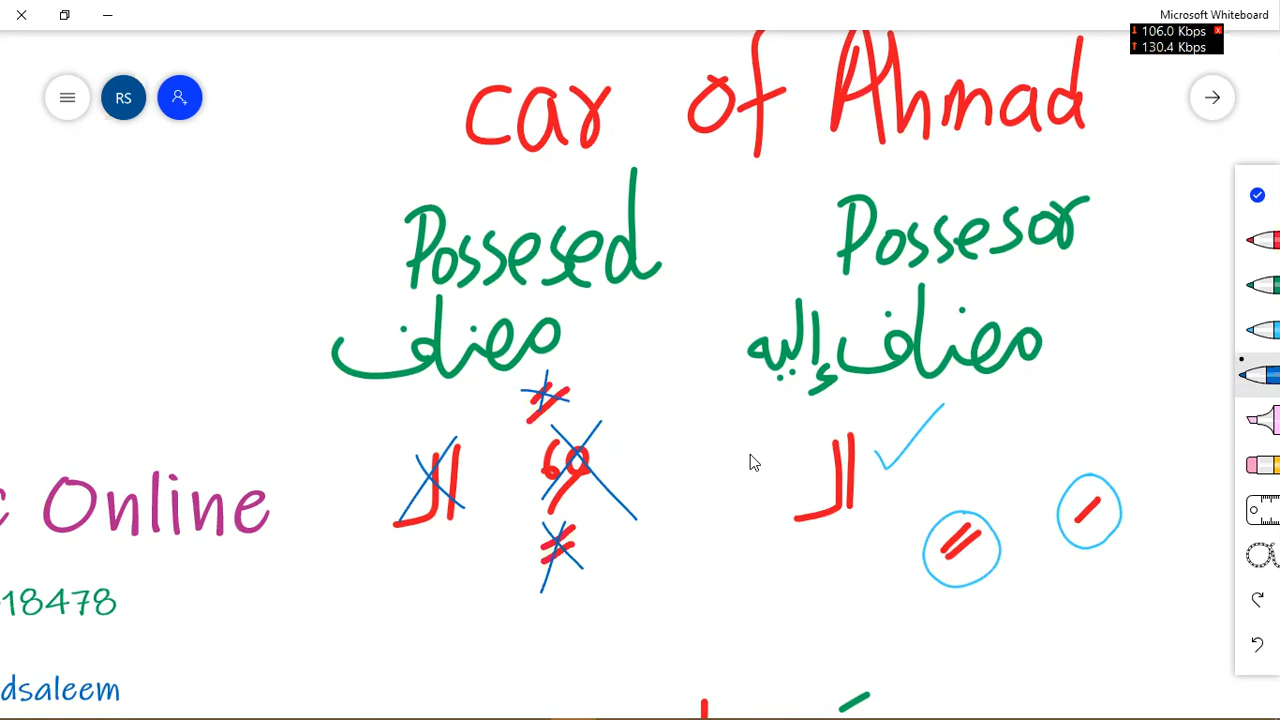 Microsoft Whiteboard
106.0 Kbps
130.4 Kbps
RS
car of Ahmad
Possesed Possesor
مضاف مضاف إليه
ال ال
Online
18478
dsaleem